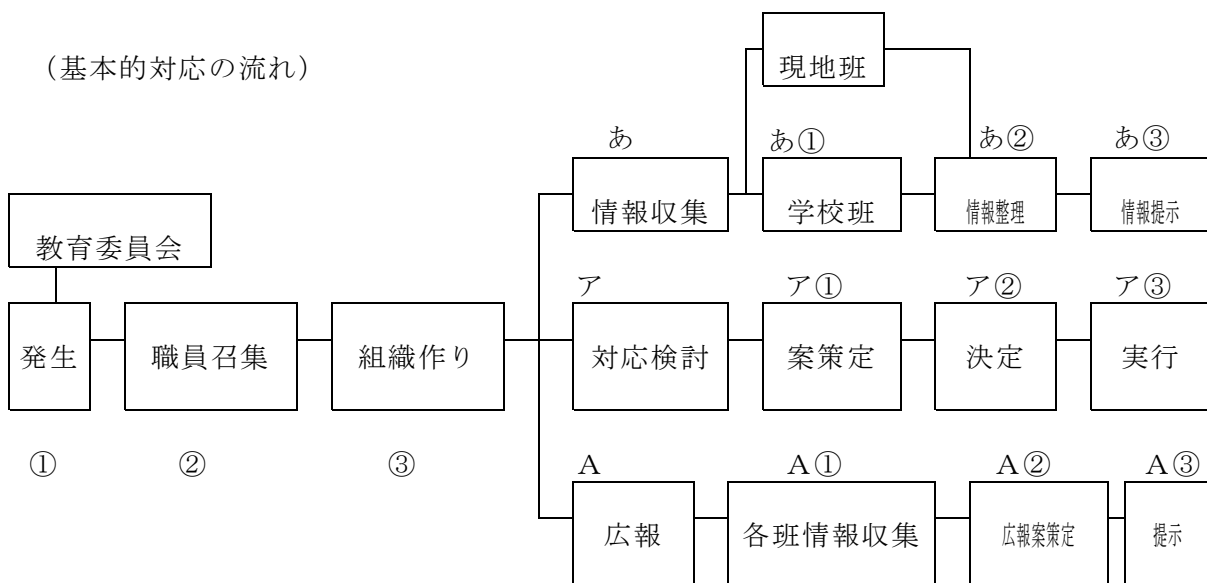 (基本的対応の流れ)
現地班
あ
あ①
あ②
あ③
情報収集
学校班
情報整理
情報提示
教育委員会
ア
ア①
ア②
ア③
発生
職員召集
組織作り
対応検討
案策定
決定
実行
①
②
③
A
A①
A②
A③
広報
各班情報収集
広報案策定
提示